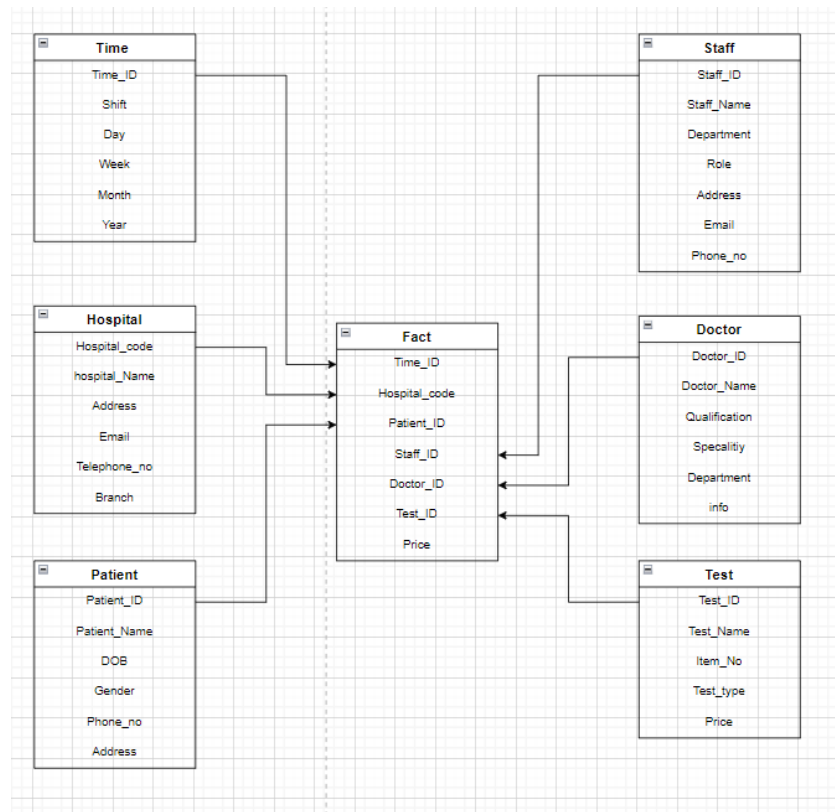 Time
Time_ID
Shift
Day
Week
Month
Year
Hospital
Hospital_code
hospital_Name
Address
Email
Telephone_no
Branch
Patient
Patient_ID
Patient_Name
DOB
Gender
Phone_no
Address
Fact
Time_ID
Hospital_code
Patient_ID
Staff_ID
Doctor_ID
Test_ID
Price
Staff
Staff_ID
Staff_Name
Department
Role
Address
Email
Phone_no
Doctor
Doctor_ID
Doctor_Name
Qualification
Specalitiy
Department
info
Test
Test_ID
Test_Name
Item_No
Test_type
Price